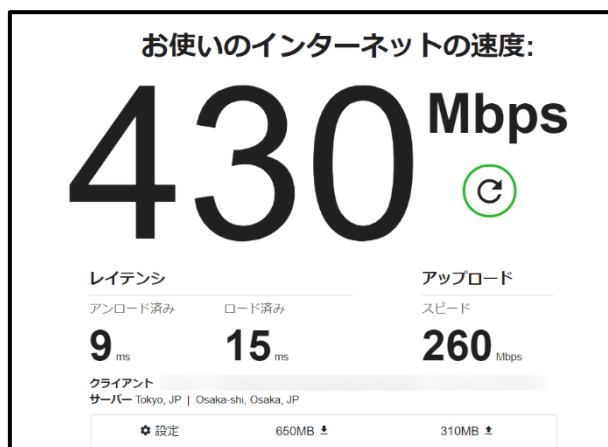 お使いのインターネットの速度:
430 Mbps
レイテンシ アップロード
アンロード済み ロード済み スピード
9 ms 15 ms 260 Mbps
クライアント
サーバー Tokyo, JP | Osaka-shi, Osaka, JP
設定 650MB 310MB